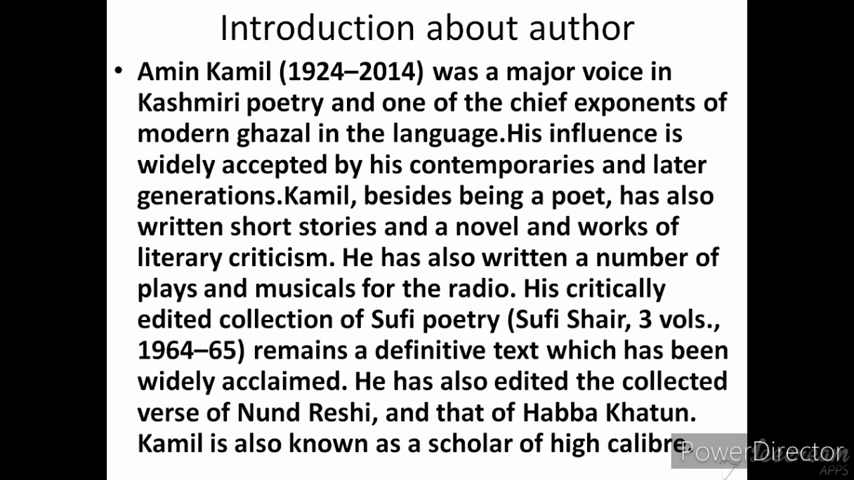 Introduction about author
• Amin Kamil (1924–2014) was a major voice in
Kashmiri poetry and one of the chief exponents of
modern ghazal in the language.His influence is
widely accepted by his contemporaries and later
generations.Kamil, besides being a poet, has also
written short stories and a novel and works of
literary criticism. He has also written a number of
plays and musicals for the radio. His critically
edited collection of Sufi poetry (Sufi Shair, 3 vols.,
1964–65) remains a definitive text which has been
widely acclaimed. He has also edited the collected
verse of Nund Reshi, and that of Habba Khatun.
Kamil is also known as a scholar of high calibre.
PowerDirector
APPS